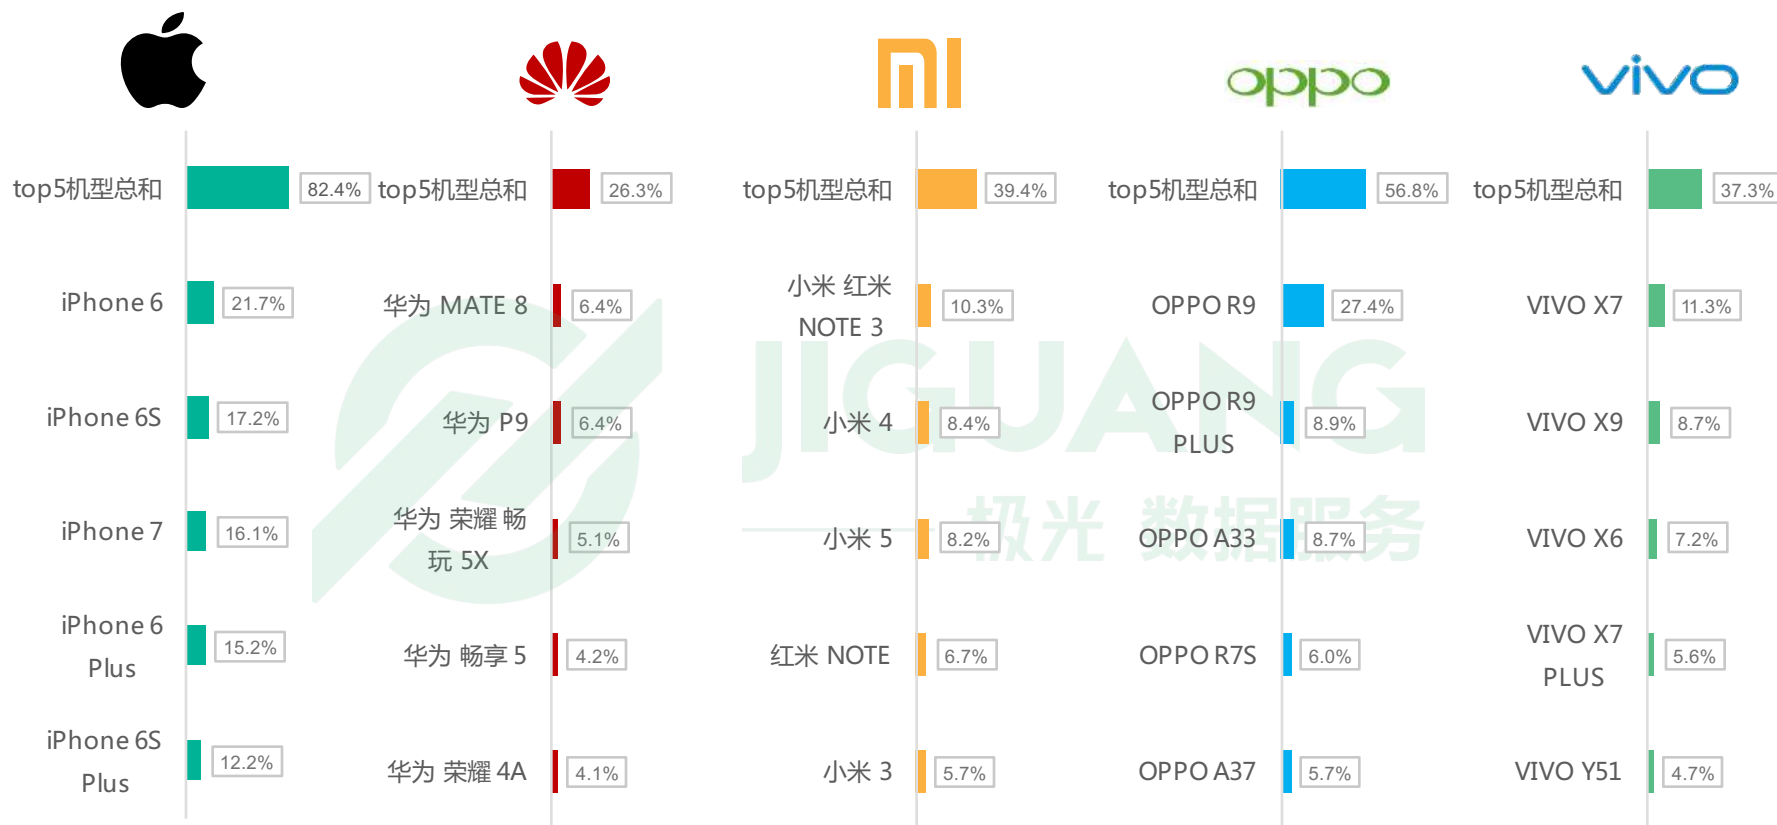 oppo
vivo
top5机型总和
82.4%
iPhone 6
21.7%
iPhone 6S
17.2%
iPhone 7
16.1%
iPhone 6
Plus
15.2%
iPhone 6S
Plus
12.2%
top5机型总和
26.3%
华为 MATE 8
6.4%
华为 P9
6.4%
华为 荣耀 畅
玩 5X
5.1%
华为 畅享 5
4.2%
华为 荣耀 4A
4.1%
top5机型总和
39.4%
小米 红米
NOTE 3
10.3%
小米 4
8.4%
小米 5
8.2%
红米 NOTE
6.7%
小米 3
5.7%
top5机型总和
56.8%
OPPO R9
27.4%
OPPO R9
PLUS
8.9%
OPPO A33
8.7%
OPPO R7S
6.0%
OPPO A37
5.7%
top5机型总和
37.3%
VIVO X7
11.3%
VIVO X9
8.7%
VIVO X6
7.2%
VIVO X7
PLUS
5.6%
VIVO Y51
4.7%
JIGUANG
极光 数据服务